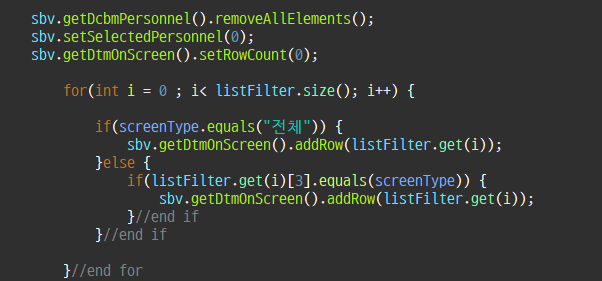 sbv.getDcbmPersonnel().removeAllElements();
sbv.setSelectedPersonnel(0);
sbv.getDtmOnScreen().setRowCount(0);
for(int i = 0 ; i< listFilter.size(); i++) {
if(screenType.equals("전체")) {
sbv.getDtmOnScreen().addRow(listFilter.get(i));
}else {
if(listFilter.get(i)[3].equals(screenType)) {
sbv.getDtmOnScreen().addRow(listFilter.get(i));
}//end if
}//end if
}//end for